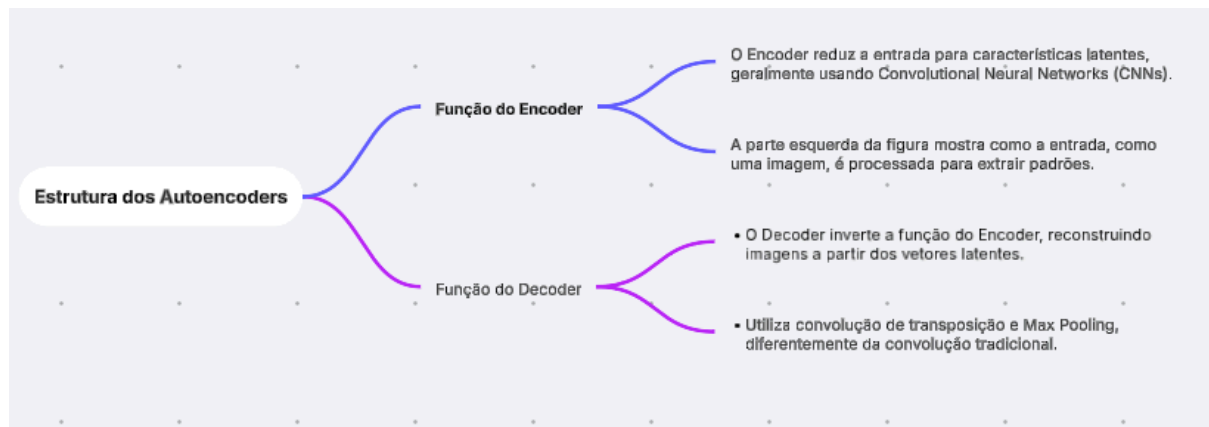 O Encoder reduz a entrada para características latentes,
geralmente usando Convolutional Neural Networks (CNNs).
Função do Encoder
A parte esquerda da figura mostra como a entrada, como
uma imagem, é processada para extrair padrões.
Estrutura dos Autoencoders
• O Decoder inverte a função do Encoder, reconstruindo
imagens a partir dos vetores latentes.
Função do Decoder
• Utiliza convolução de transposição e Max Pooling,
diferentemente da convolução tradicional.